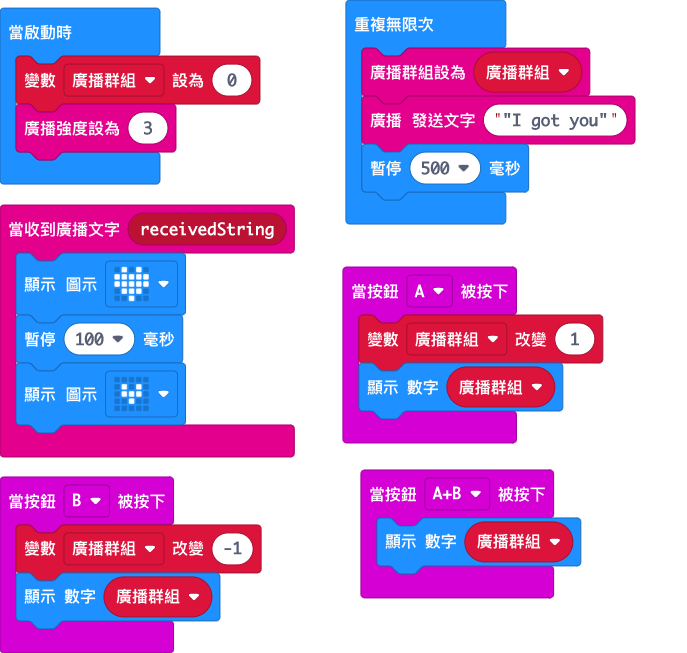 當啟動時
變數 廣播群組 設為 0
廣播強度設為 3
重複無限次
廣播群組設為 廣播群組
廣播 發送文字 ""I got you""
暫停 500 毫秒
當收到廣播文字 receivedString
顯示 圖示
暫停 100 毫秒
顯示 圖示
當按鈕 A 被按下
變數 廣播群組 改變 1
顯示 數字 廣播群組
當按鈕 B 被按下
變數 廣播群組 改變 -1
顯示 數字 廣播群組
當按鈕 A+B 被按下
顯示 數字 廣播群組